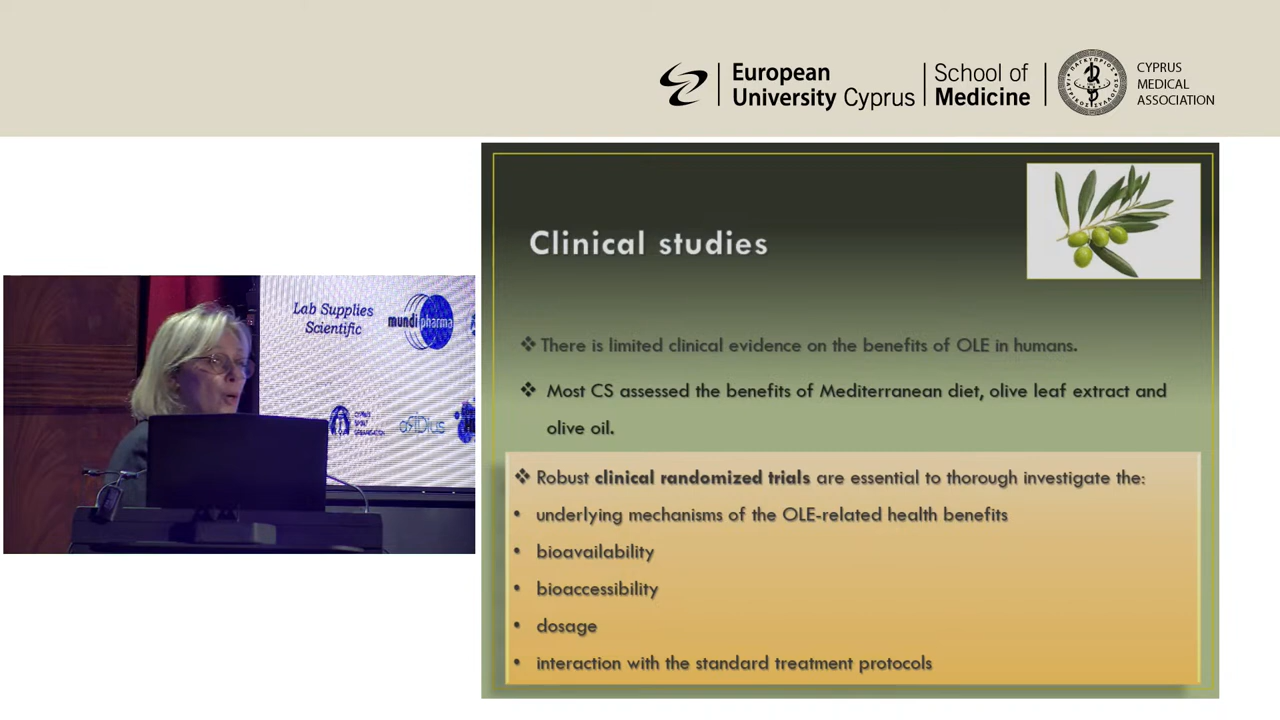 European
University Cyprus
School of
Medicine
CYPRUS
MEDICAL
ASSOCIATION
Clinical studies
❖ There is limited clinical evidence on the benefits of OLE in humans.
❖ Most CS assessed the benefits of Mediterranean diet, olive leaf extract and
olive oil.
❖ Robust clinical randomized trials are essential to thorough investigate the:
• underlying mechanisms of the OLE-related health benefits
• bioavailability
• bioaccessibility
• dosage
• interaction with the standard treatment protocols
Lab Supplies
Scientific
mundipharma
CYPRUS
SPORT